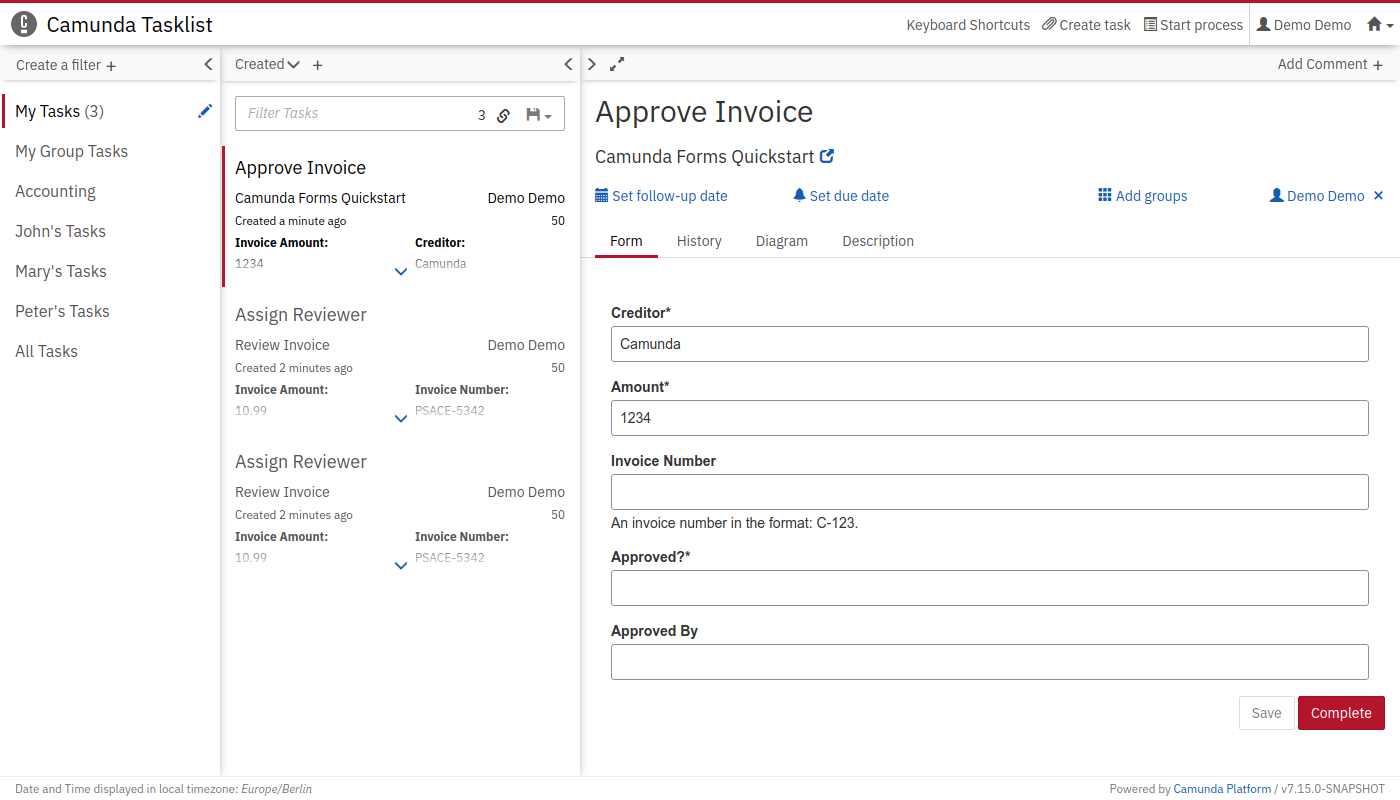 Camunda Tasklist
Keyboard Shortcuts Create task Start process Demo Demo
Create a filter +
My Tasks (3)
My Group Tasks
Accounting
John's Tasks
Mary's Tasks
Peter's Tasks
All Tasks
Created +
Filter Tasks 3
Approve Invoice
Camunda Forms Quickstart Demo Demo
Created a minute ago 50
Invoice Amount: Creditor:
1234 Camunda
Assign Reviewer
Review Invoice Demo Demo
Created 2 minutes ago 50
Invoice Amount: Invoice Number:
10.99 PSACE-5342
Assign Reviewer
Review Invoice Demo Demo
Created 2 minutes ago 50
Invoice Amount: Invoice Number:
10.99 PSACE-5342
Add Comment +
Approve Invoice
Camunda Forms Quickstart
Set follow-up date Set due date Add groups Demo Demo ×
Form History Diagram Description
Creditor*
Camunda
Amount*
1234
Invoice Number
An invoice number in the format: C-123.
Approved?*
Approved By
Save Complete
Date and Time displayed in local timezone: Europe/Berlin
Powered by Camunda Platform / v7.15.0-SNAPSHOT